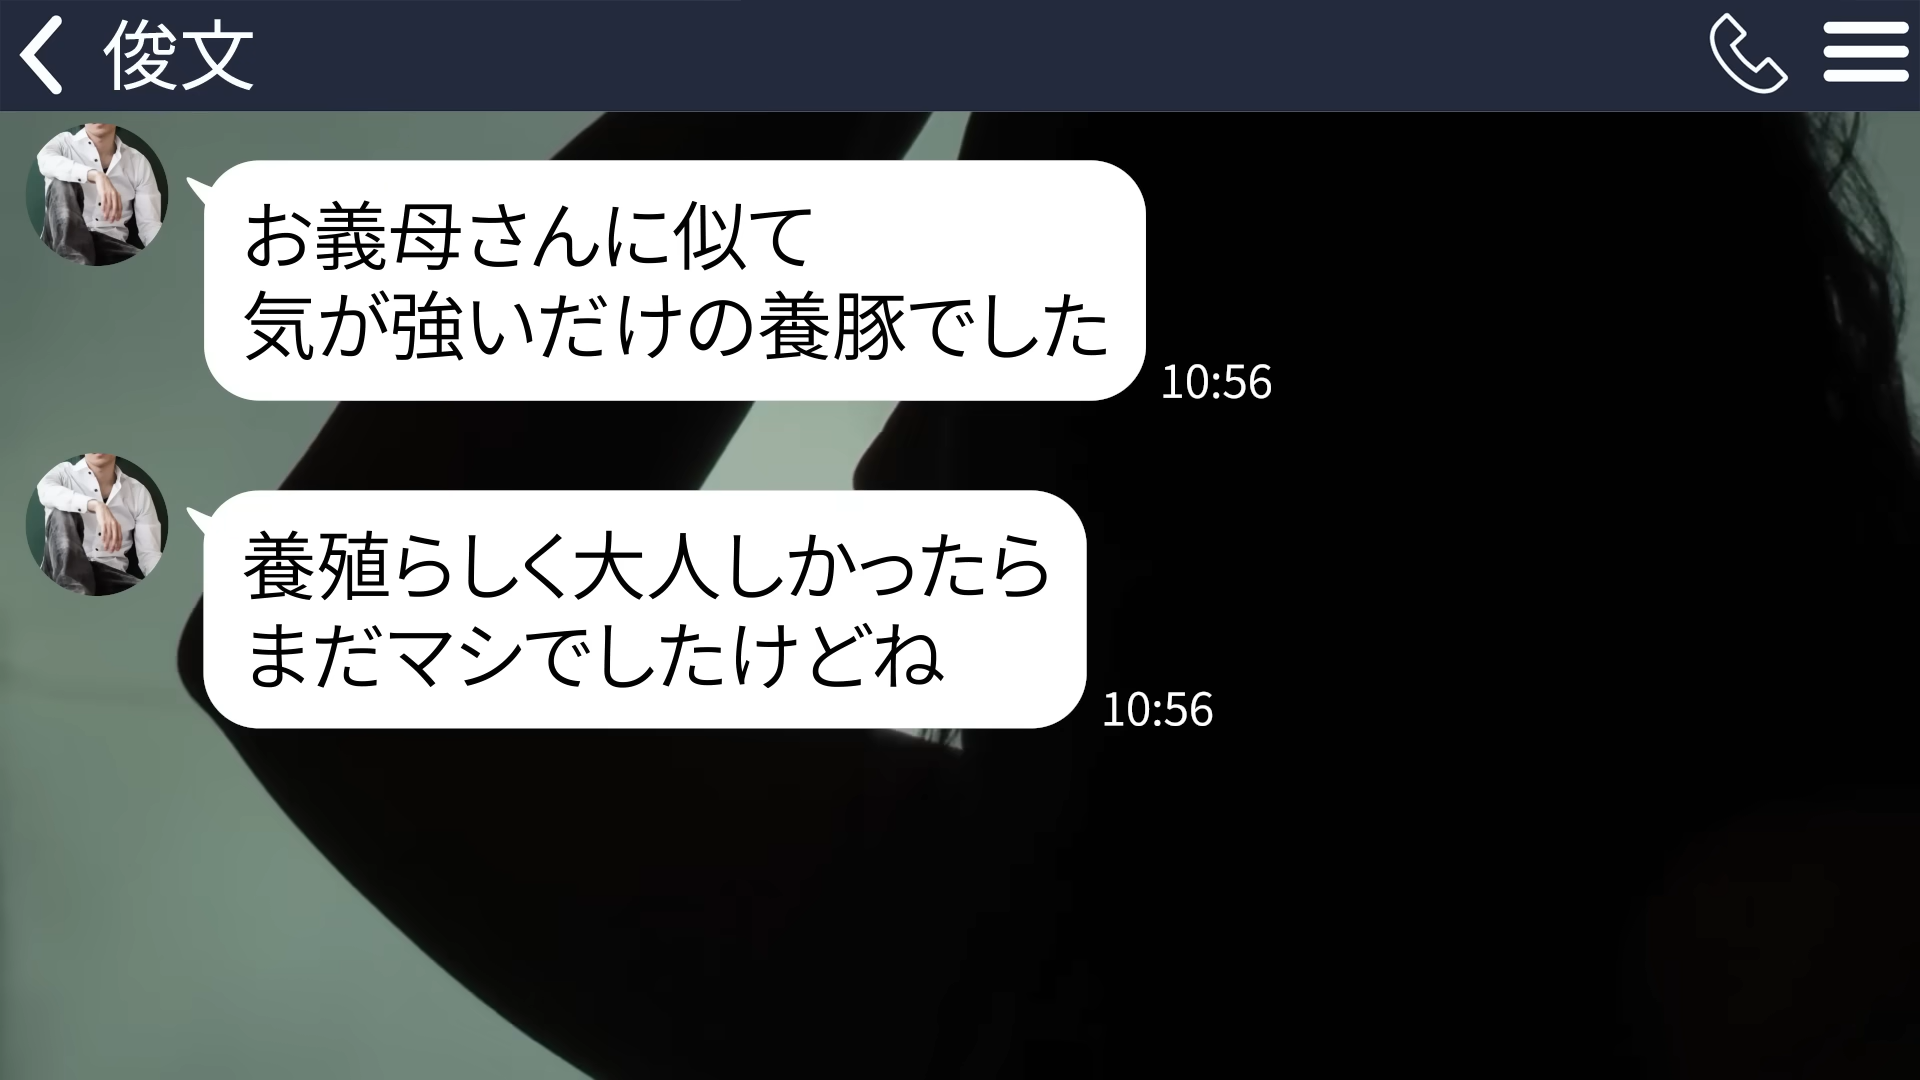 俊文
お義母さんに似て
気が強いだけの養豚でした
10:56
養殖らしく大人しかったら
まだマシでしたけどね
10:56